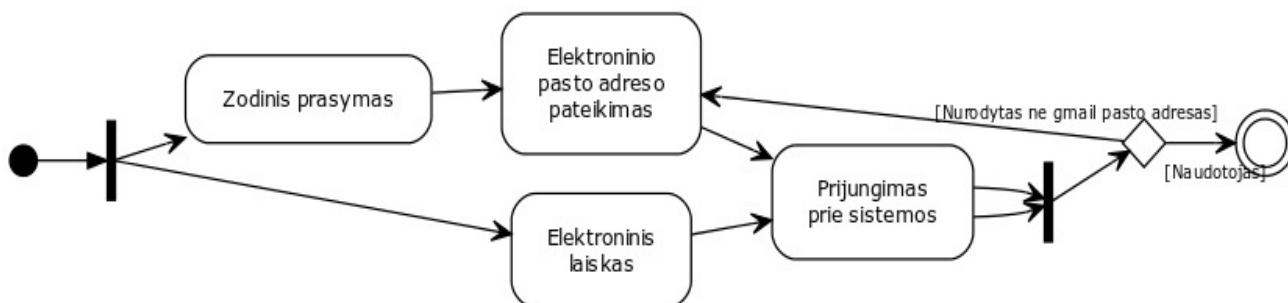 Zodinis prasymas
Elektroninio
pasto adreso
pateikimas
[Nurodytas ne gmail pasto adresas]
[Naudotojas]
Prijungimas
prie sistemos
Elektroninis
laiskas